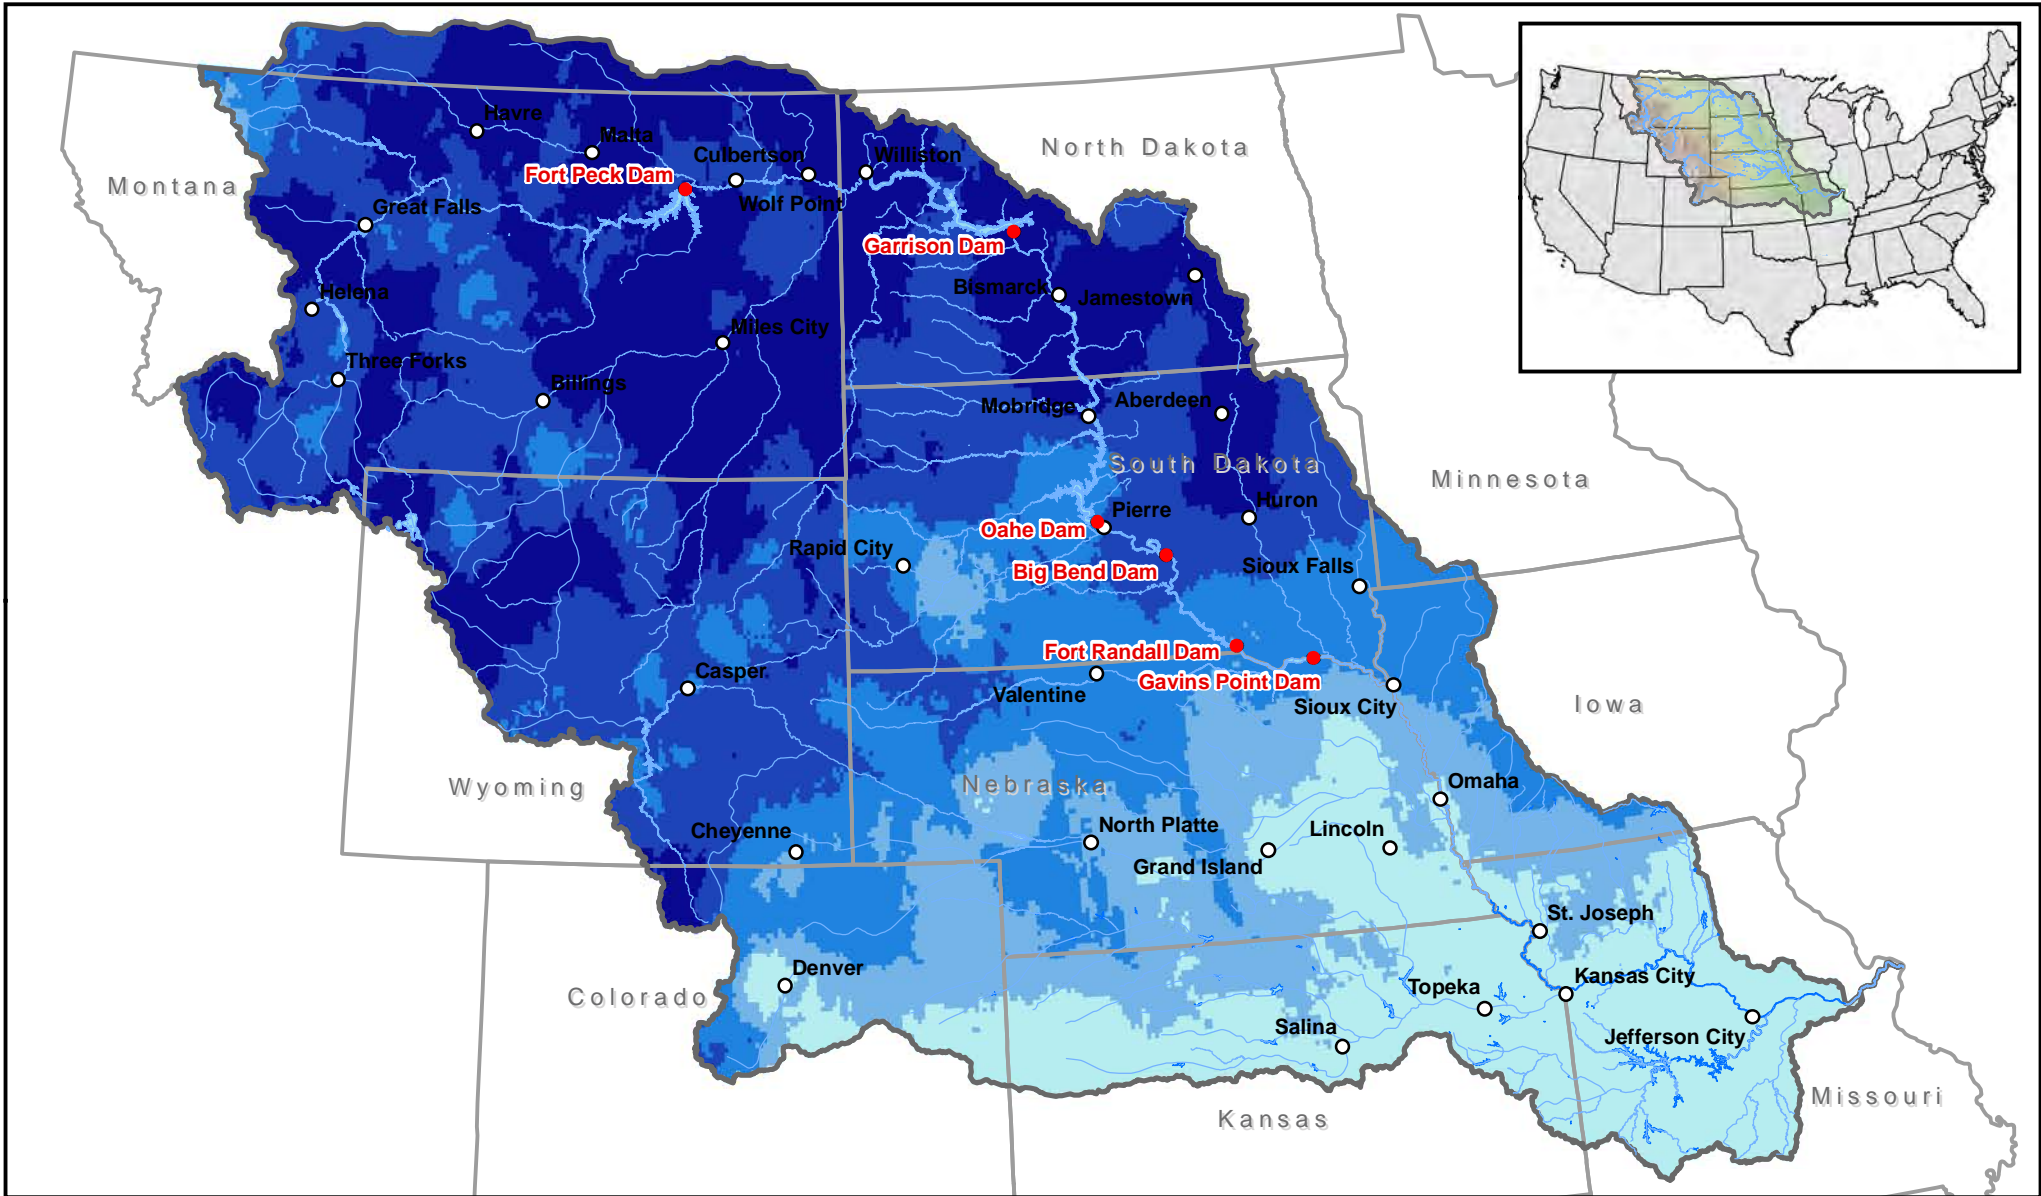 Havre
Malta
North Dakota
Culbertson
Williston
Montana
Fort Peck Dam
Wolf Point
Great Falls
Garrison Dam
Helena
Bismarck
Jamestown
Miles City
Three Forks
Billings
Mobridge
Aberdeen
South Dakota
Minnesota
Huron
Pierre
Oahe Dam
Rapid City
Big Bend Dam
Sioux Falls
Fort Randall Dam
Casper
Gavins Point Dam
Valentine
Sioux City
Iowa
Wyoming
Nebraska
Omaha
Cheyenne
North Platte
Lincoln
Grand Island
St. Joseph
Denver
Kansas City
Colorado
Topeka
Salina
Jefferson City
Missouri
Kansas